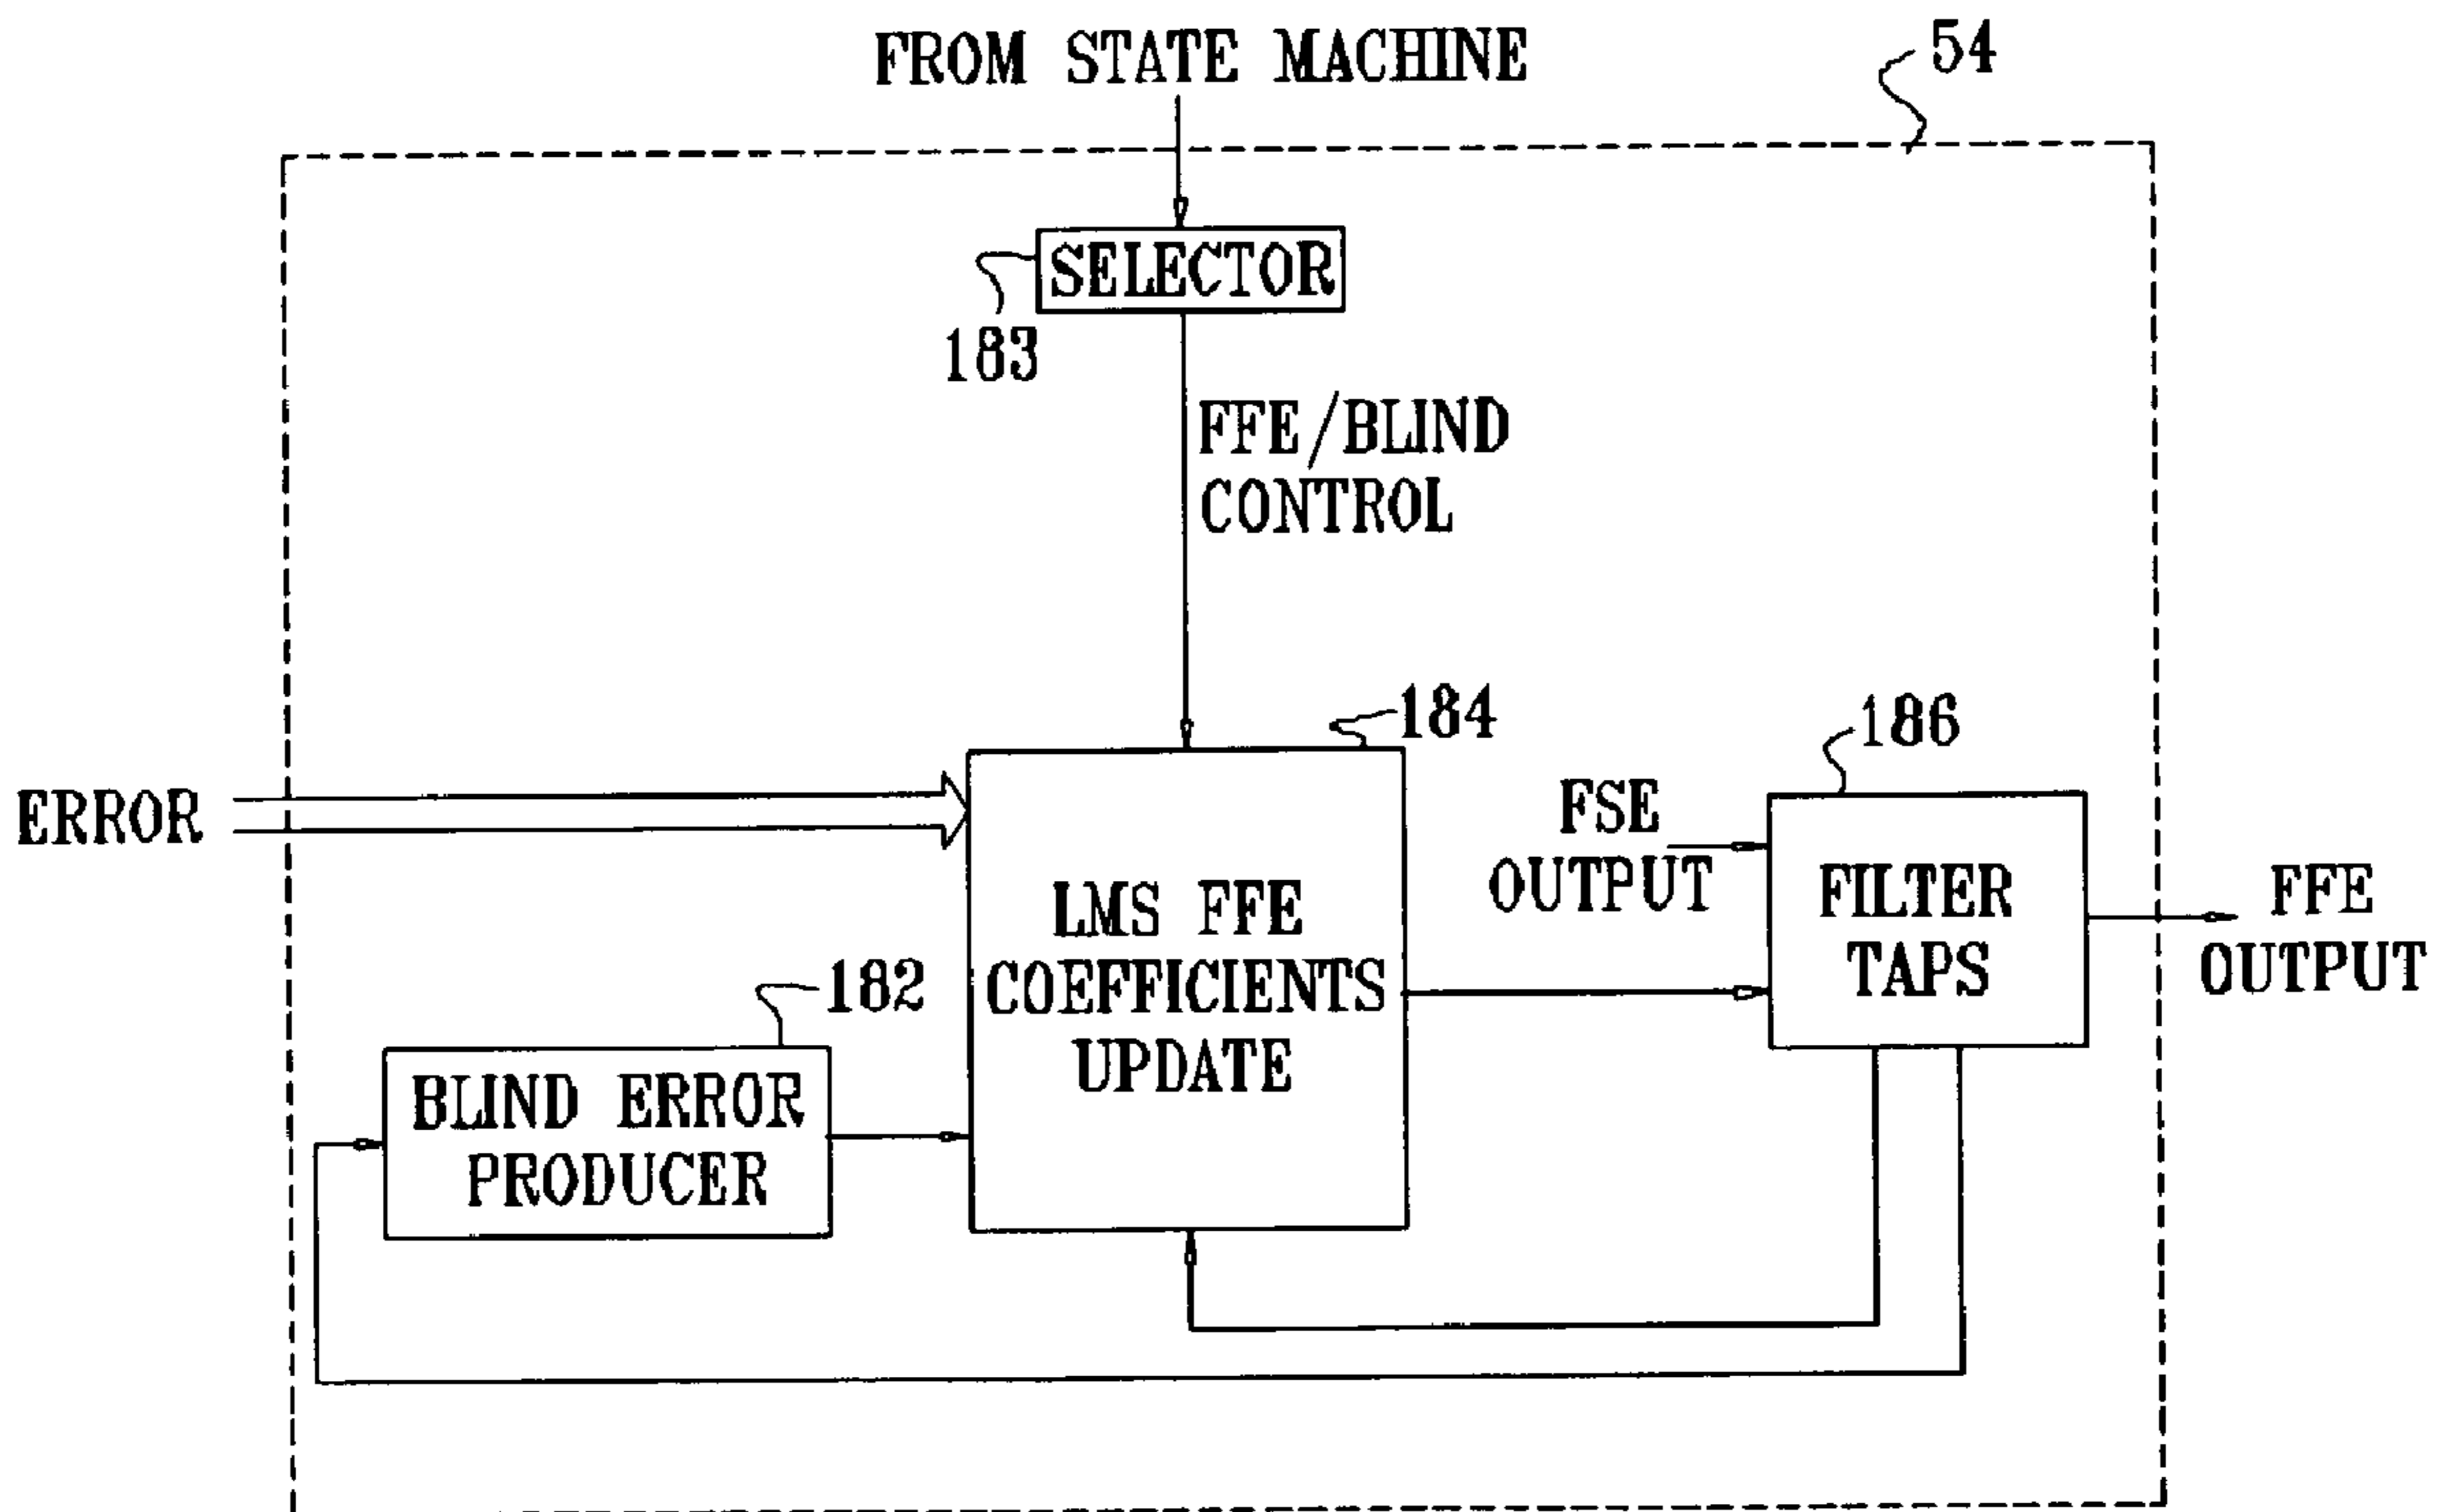 FROM STATE MACHINE
54
SELECTOR
183
FFE/BLIND
CONTROL
184
186
ERROR
FSE
OUTPUT
FILTER
TAPS
FFE
OUTPUT
LMS FFE
COEFFICIENTS
UPDATE
182
BLIND ERROR
PRODUCER